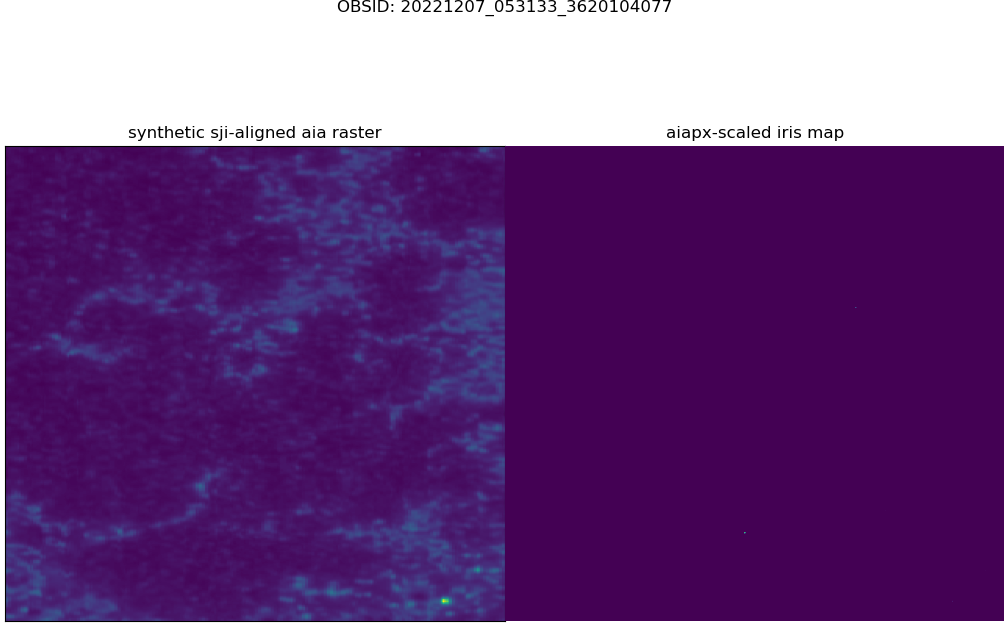 OBSID: 20221207_053133_3620104077
synthetic sji-aligned aia raster
aiapx-scaled iris map